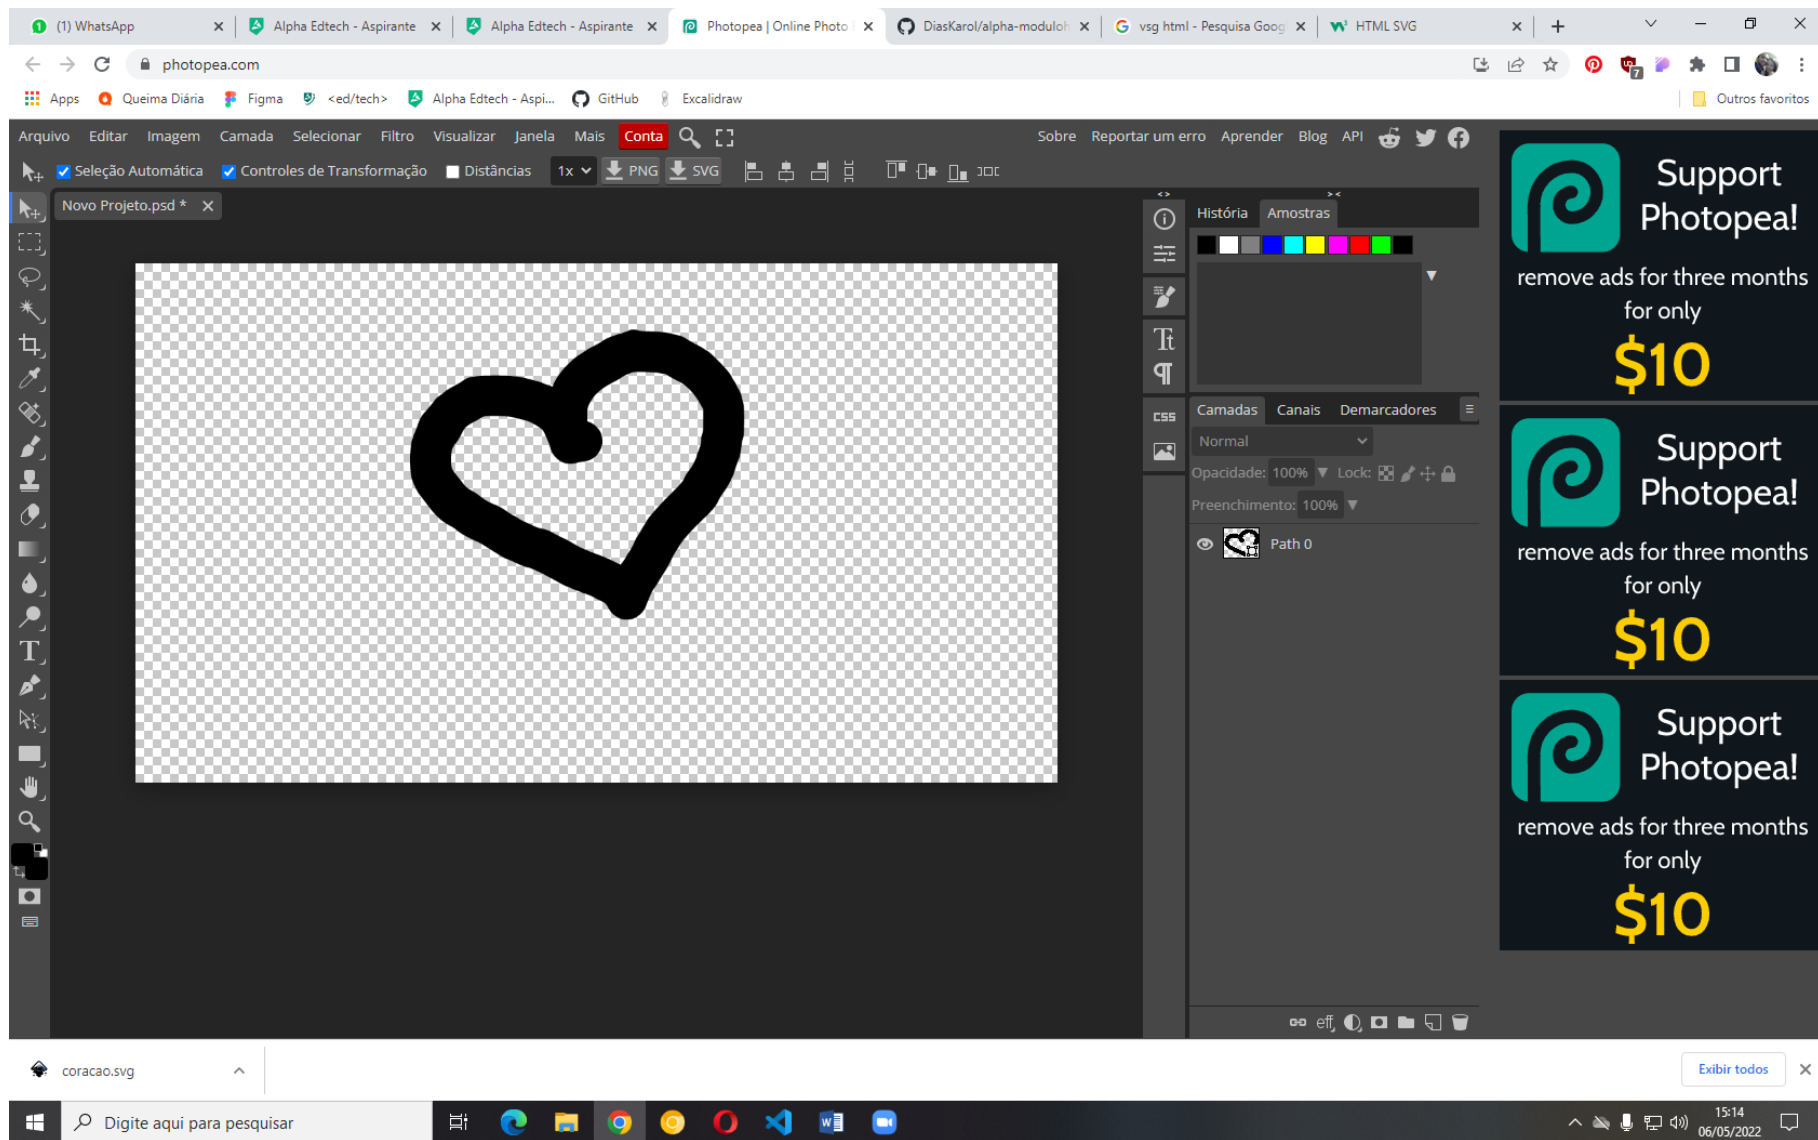 (1) WhatsApp
Alpha Edtech - Aspirante
Alpha Edtech - Aspirante
Photopea | Online Photo
DiasKarol/alpha-moduloh
vsg html - Pesquisa Goog
HTML SVG
photopea.com
7
Apps
Queima Diária
Figma
<ed/tech>
Alpha Edtech - Aspi...
GitHub
Excalidraw
Outros favoritos
Arquivo Editar Imagem Camada Selecionar Filtro Visualizar Janela Mais Conta
Sobre Reportar um erro Aprender Blog API
Seleção Automática Controles de Transformação Distâncias 1x PNG SVG
Novo Projeto.psd *
História Amostras
CSS
Camadas Canais Demarcadores
Normal
Opacidade: 100% Lock:
Preenchimento: 100%
Path 0
eff
Support
Photopea!
remove ads for three months
for only
$10
Support
Photopea!
remove ads for three months
for only
$10
Support
Photopea!
remove ads for three months
for only
$10
coracao.svg
Exibir todos
Digite aqui para pesquisar
15:14
06/05/2022